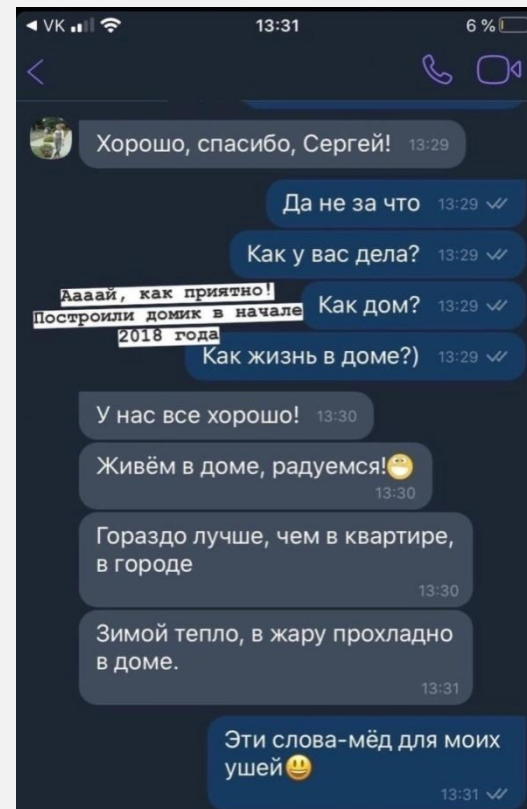 VK 13:31 6 %
Хорошо, спасибо, Сергей! 13:29
Да не за что 13:29
Как у вас дела? 13:29
Аааай, как приятно!
Построили домик в начале
2018 года
Как дом? 13:29
Как жизнь в доме?) 13:29
У нас все хорошо! 13:30
Живём в доме, радуемся!😁
13:30
Гораздо лучше, чем в квартире,
в городе
13:30
Зимой тепло, в жару прохладно
в доме.
13:31
Эти слова-мёд для моих
ушей😃
13:31